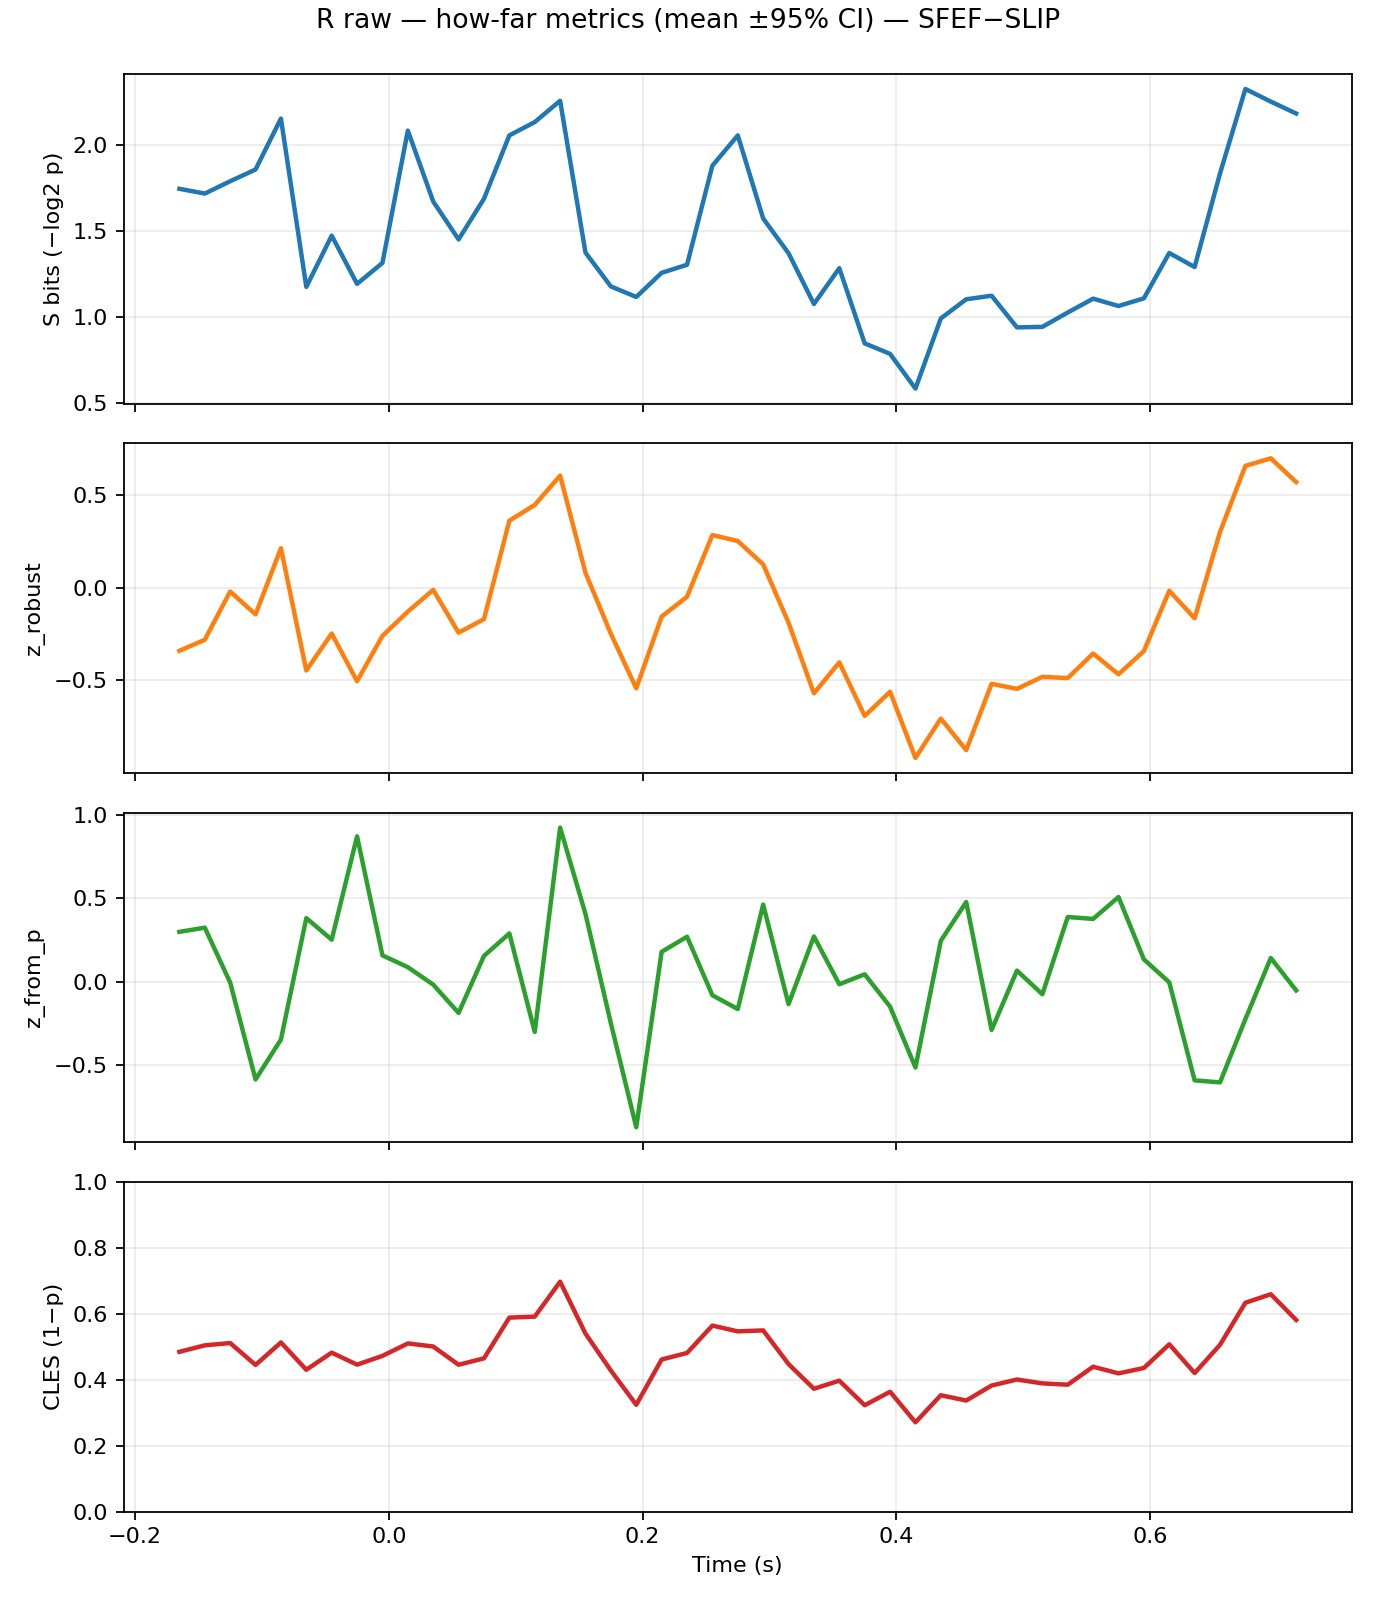 R raw — how-far metrics (mean ±95% CI) — SFEF−SLIP
S bits (−log2 p)
2.0
1.5
1.0
0.5
z_robust
0.5
0.0
−0.5
z_from_p
1.0
0.5
0.0
−0.5
CLES (1−p)
1.0
0.8
0.6
0.4
0.2
0.0
−0.2 0.0 0.2 0.4 0.6
Time (s)